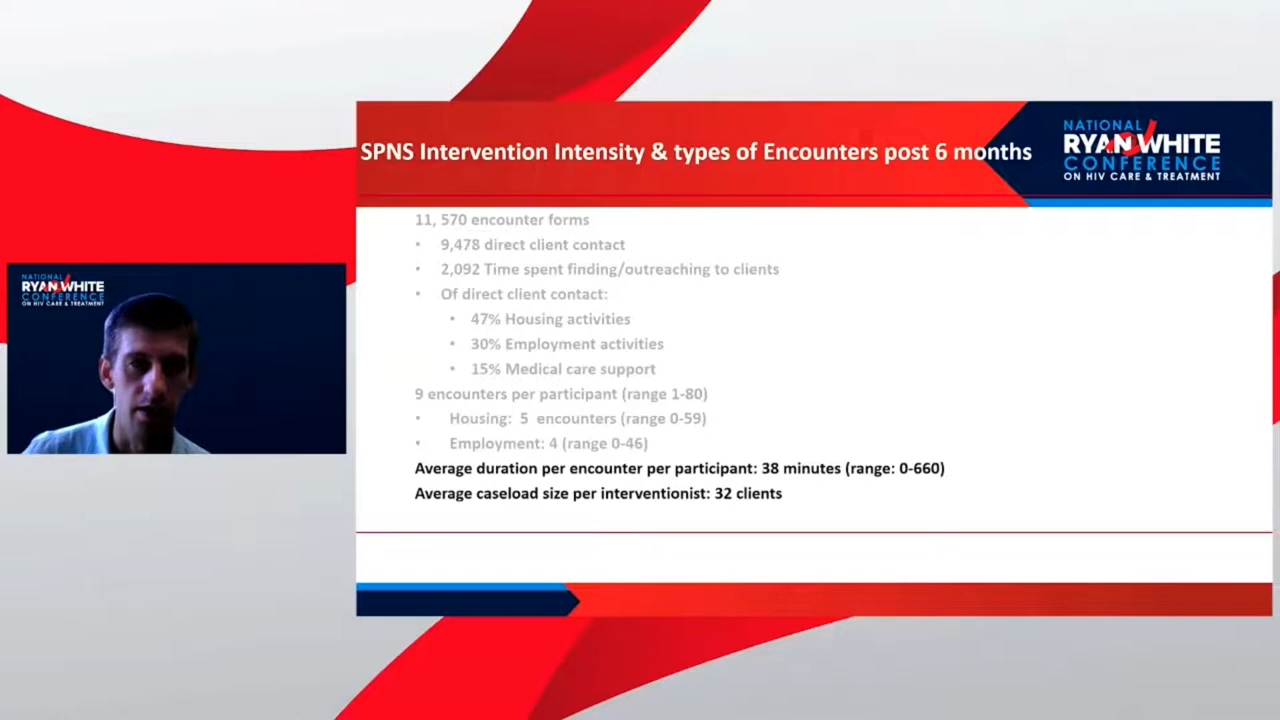 SPNS Intervention Intensity & types of Encounters post 6 months
NATIONAL
RYAN WHITE
CONFERENCE
ON HIV CARE & TREATMENT
11, 570 encounter forms
• 9,478 direct client contact
• 2,092 Time spent finding/outreaching to clients
• Of direct client contact:
• 47% Housing activities
• 30% Employment activities
• 15% Medical care support
9 encounters per participant (range 1-80)
• Housing: 5 encounters (range 0-59)
• Employment: 4 (range 0-46)
Average duration per encounter per participant: 38 minutes (range: 0-660)
Average caseload size per interventionist: 32 clients
NATIONAL
RYAN WHITE
CONFERENCE
ON HIV CARE & TREATMENT